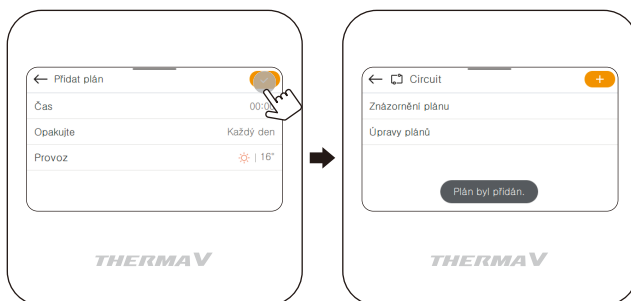 Přidat plán
Čas 00:00
Opakujte Každý den
Provoz 16°
THERMA V
Circuit
Znázornění plánu
Úpravy plánů
Plán byl přidán.
THERMA V